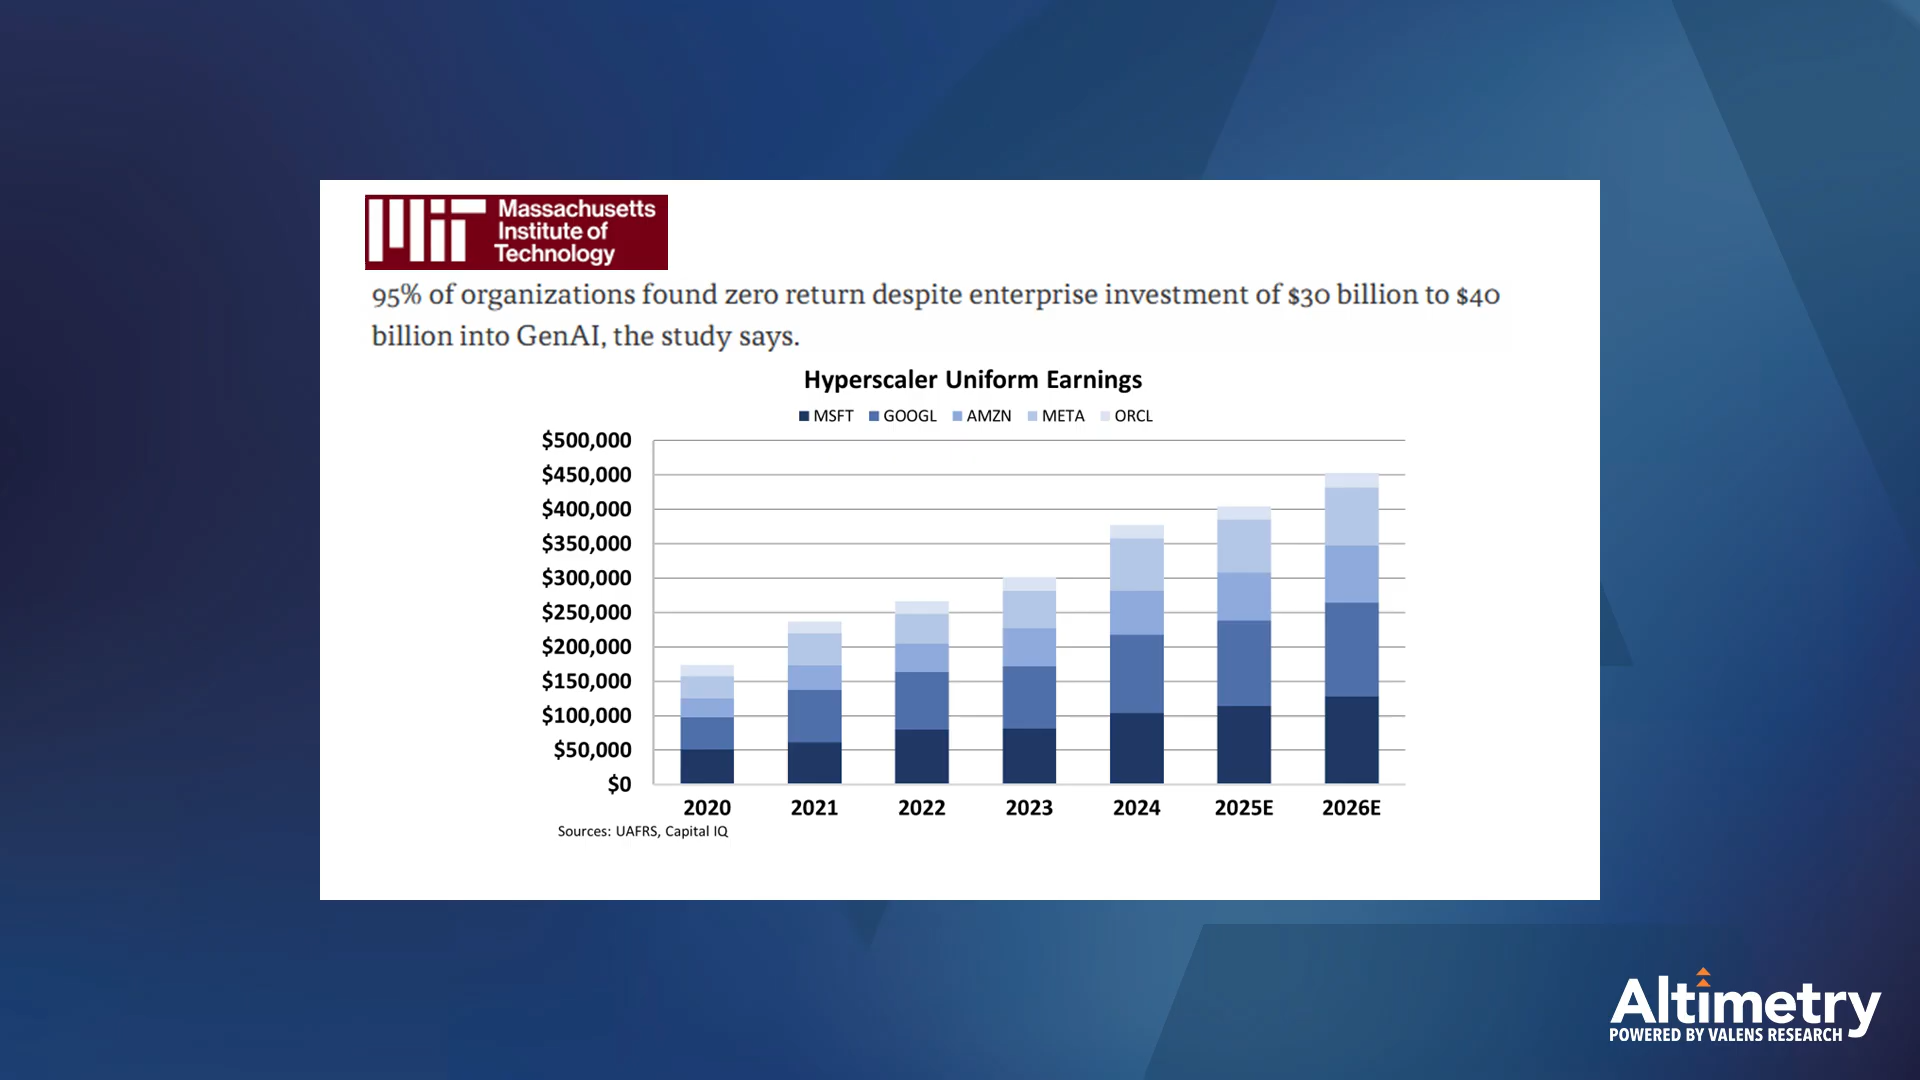 Massachusetts
Institute of
Technology
95% of organizations found zero return despite enterprise investment of $30 billion to $40
billion into GenAI, the study says.
Hyperscaler Uniform Earnings
MSFT GOOGL AMZN META ORCL
$500,000
$450,000
$400,000
$350,000
$300,000
$250,000
$200,000
$150,000
$100,000
$50,000
$0
2020 2021 2022 2023 2024 2025E 2026E
Sources: UAFRS, Capital IQ
Altimetry
POWERED BY VALENS RESEARCH